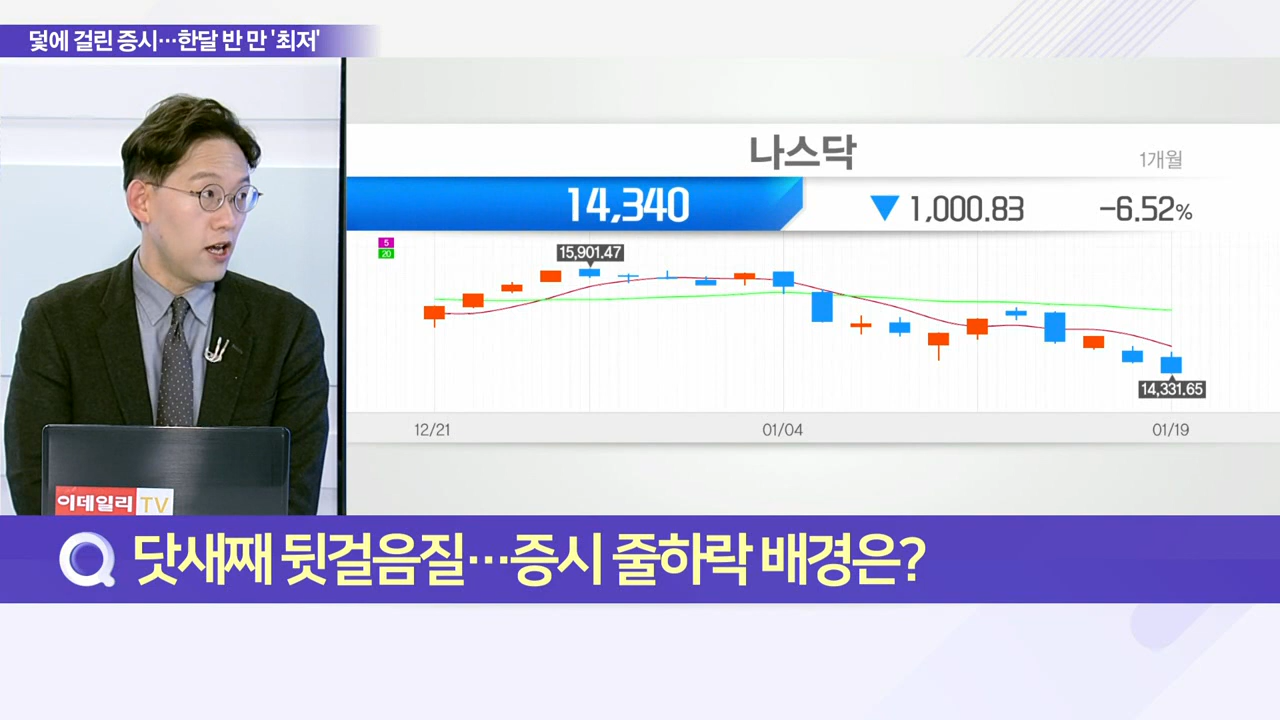 덫에 걸린 증시…한달 반 만 '최저'
나스닥
1개월
14,340
▼ 1,000.83
-6.52%
5
20
15,901.47
14,331.65
12/21
01/04
01/19
이데일리 TV
Q 닷새째 뒷걸음질…증시 줄하락 배경은?